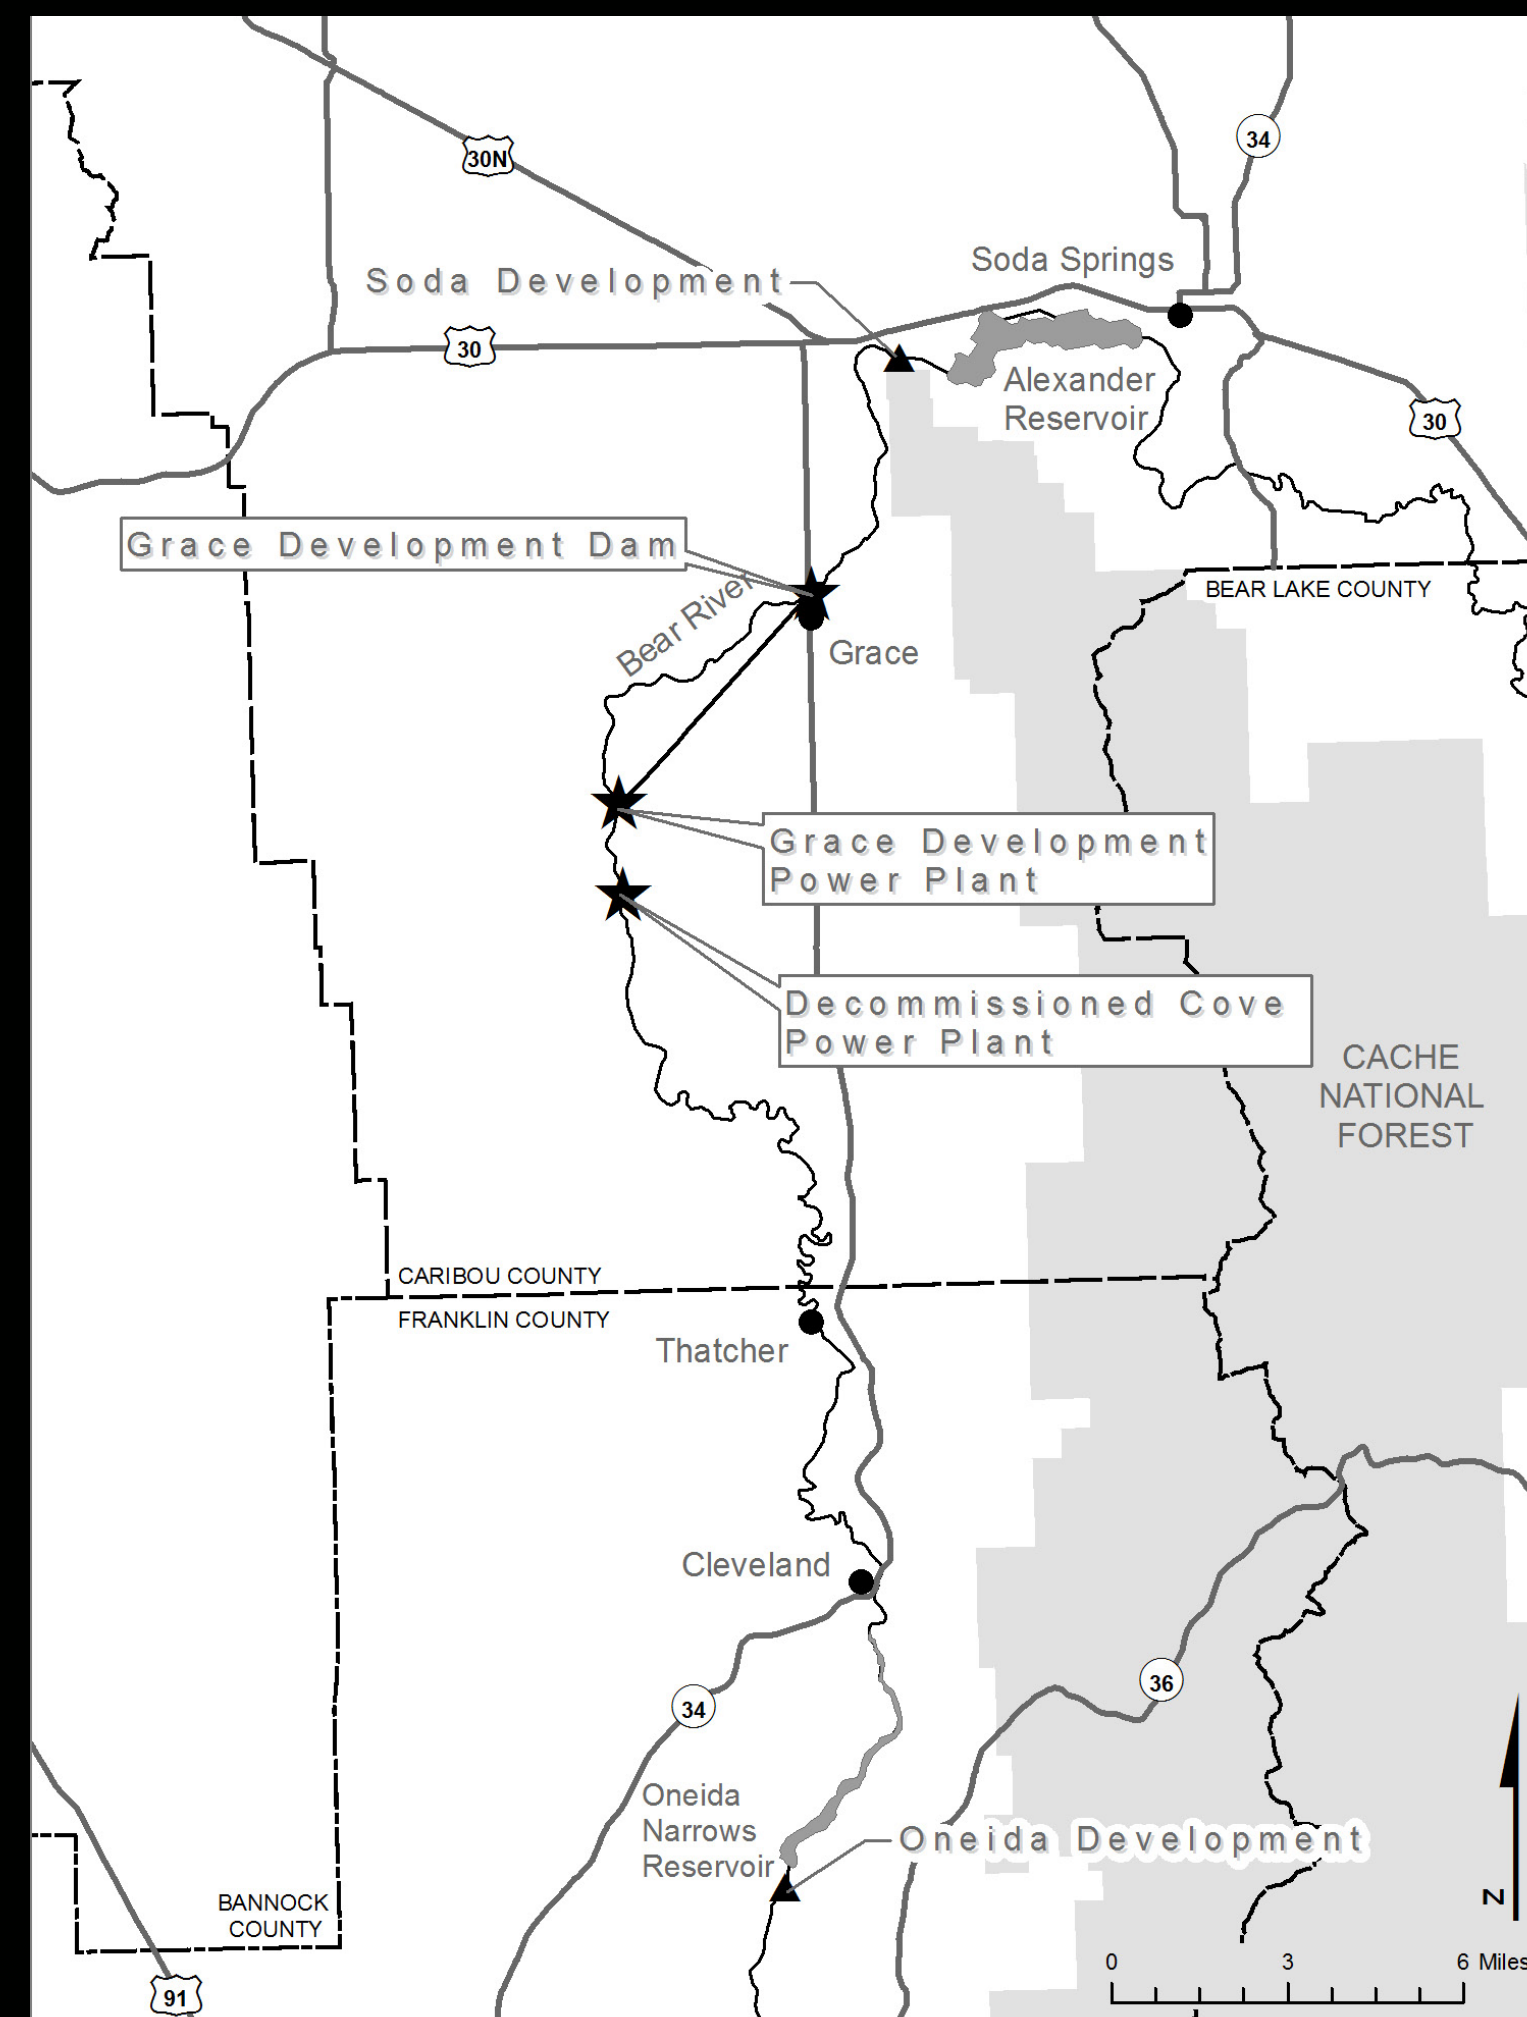 30N
34
Soda Springs
Soda Development
30
Alexander
Reservoir
30
Grace Development Dam
BEAR LAKE COUNTY
Bear River
Grace
Grace Development
Power Plant
Decommissioned Cove
Power Plant
CACHE
NATIONAL
FOREST
CARIBOU COUNTY
FRANKLIN COUNTY
Thatcher
Cleveland
36
34
Oneida
Narrows
Reservoir
Oneida Development
BANNOCK
COUNTY
N
0 3 6 Miles
91